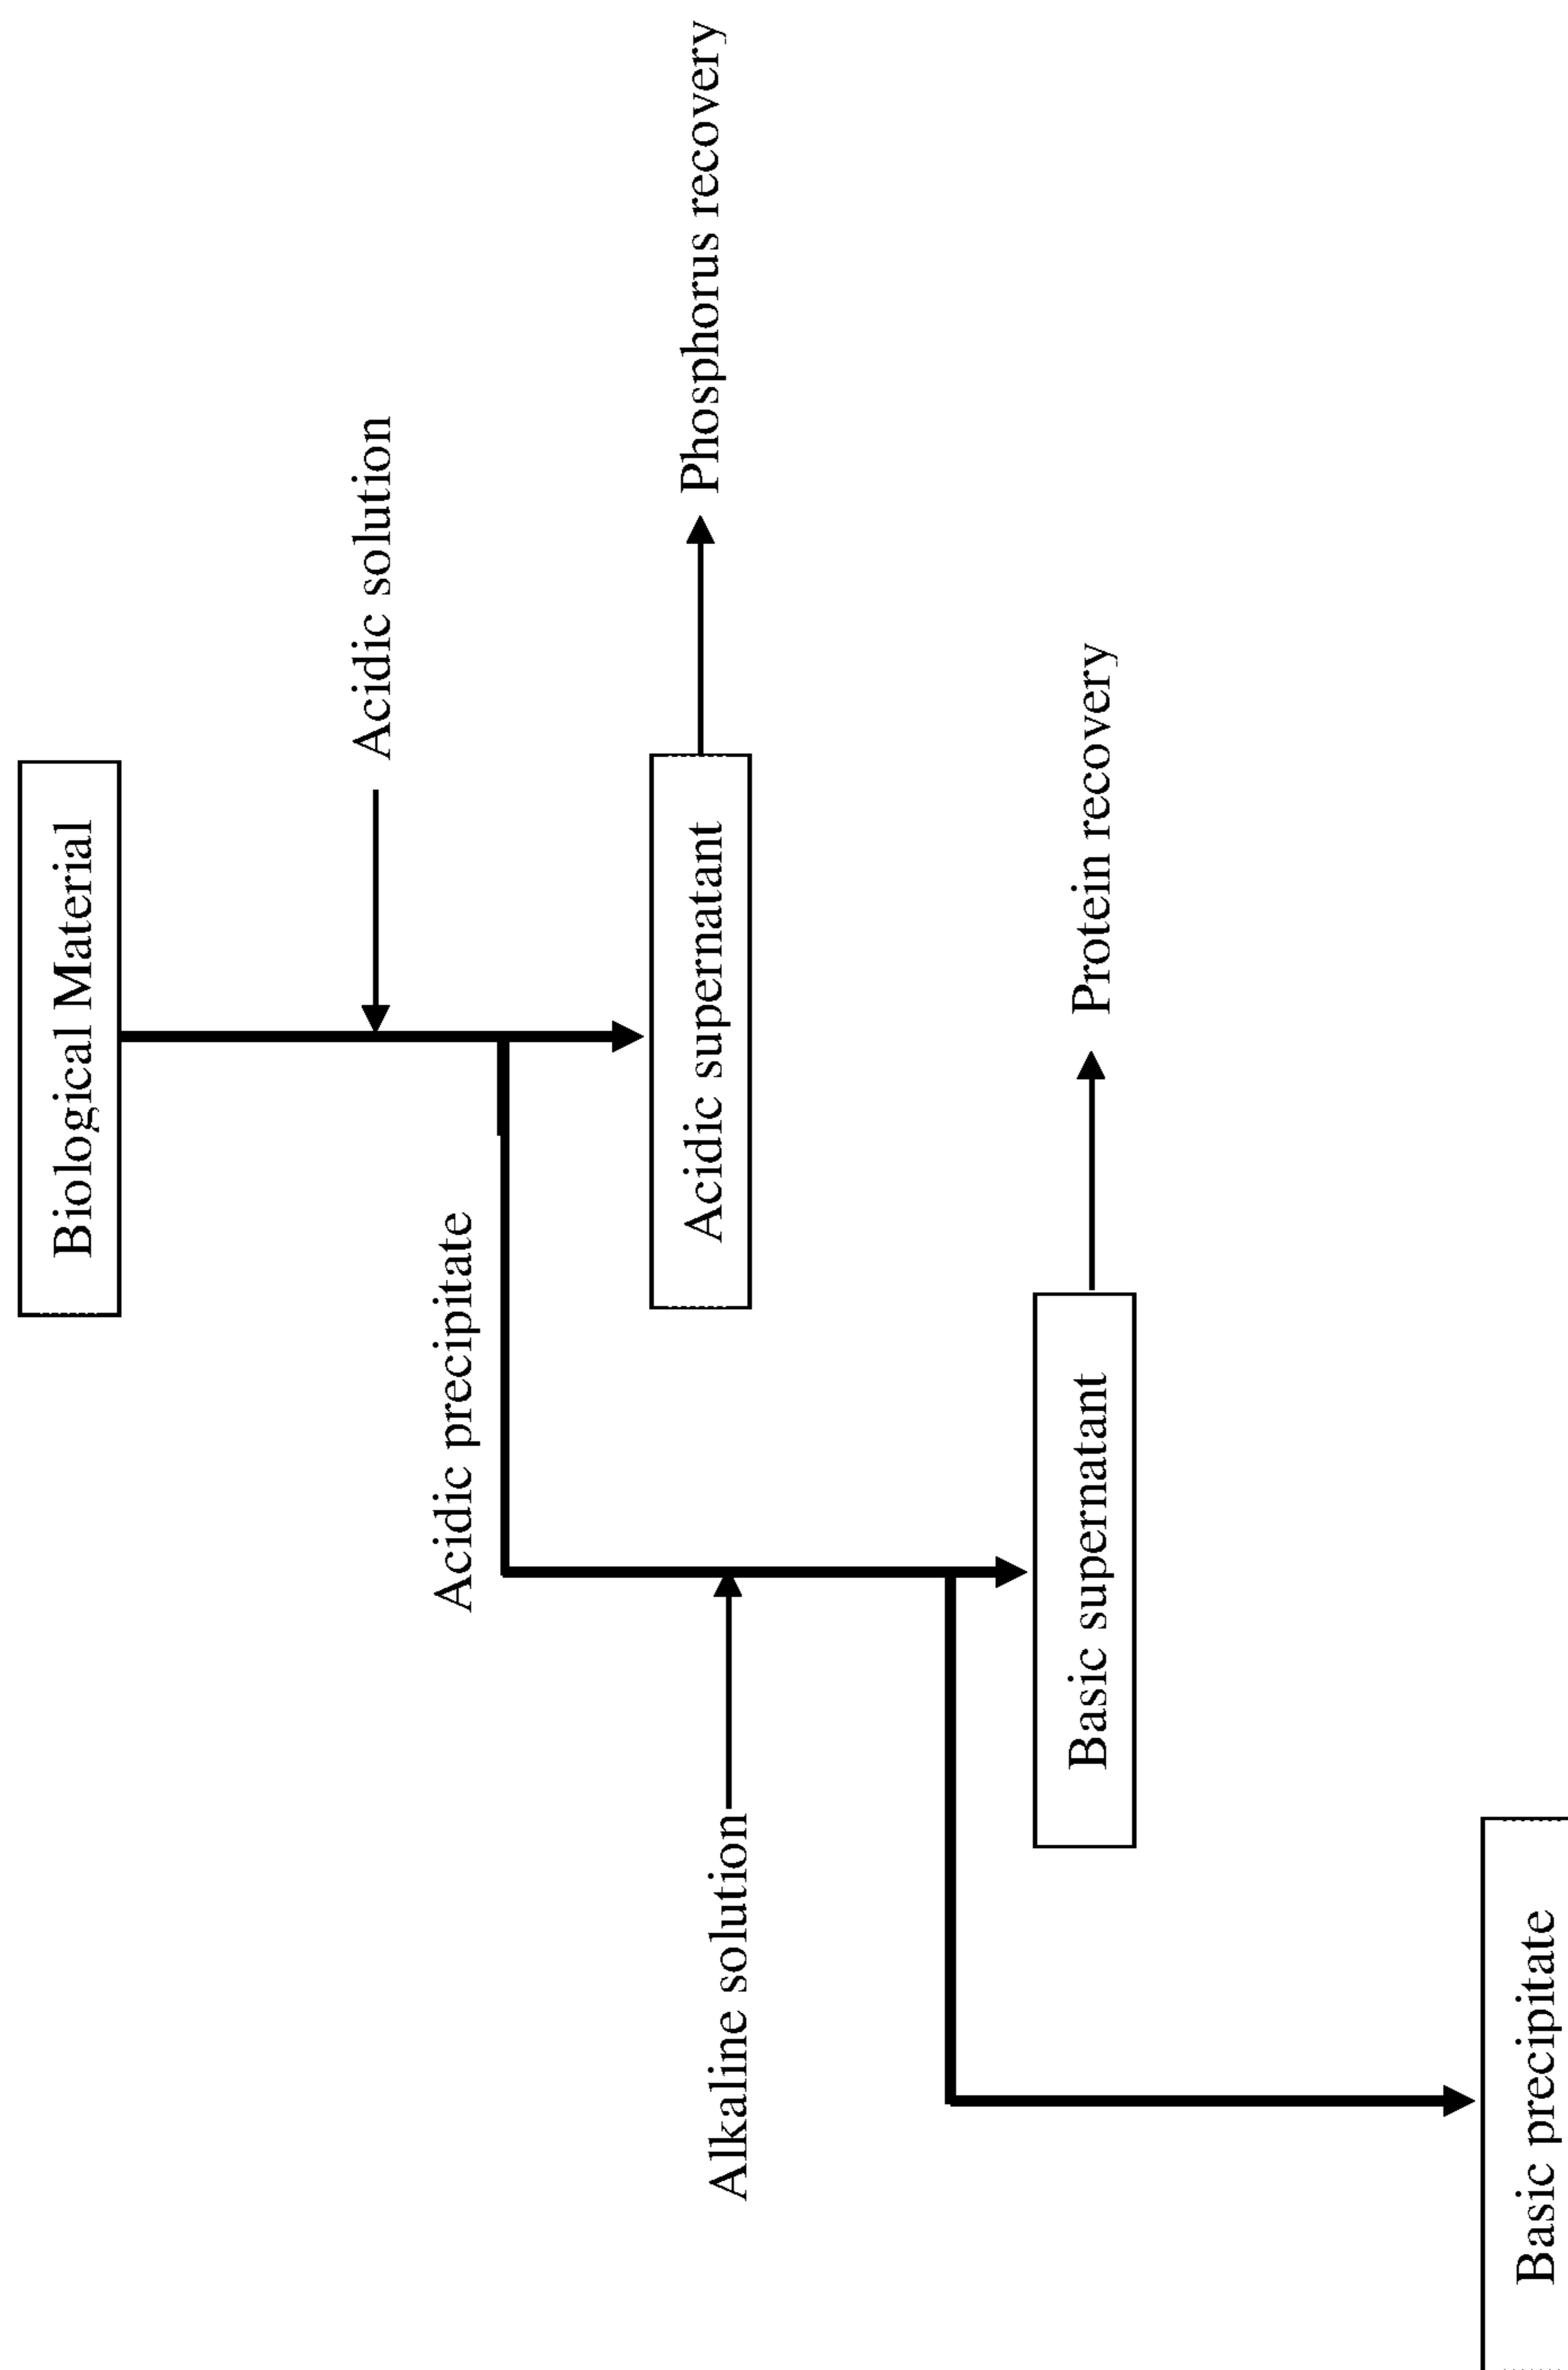 Biological Material
Acidic solution
Acidic precipitate
Acidic supernatant
Phosphorus recovery
Alkaline solution
Basic supernatant
Protein recovery
Basic precipitate